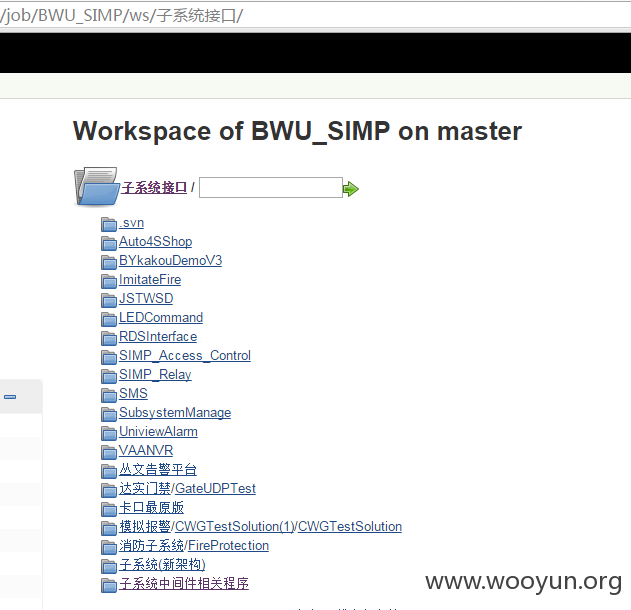 /job/BWU_SIMP/ws/子系统接口/
Workspace of BWU_SIMP on master
子系统接口 /
.svn
Auto4SShop
BYkakouDemoV3
ImitateFire
JSTWSD
LEDCommand
RDSInterface
SIMP_Access_Control
SIMP_Relay
SMS
SubsystemManage
UniviewAlarm
VAANVR
丛文告警平台
达实门禁/GateUDPTest
卡口最原版
模拟报警/CWGTestSolution(1)/CWGTestSolution
消防子系统/FireProtection
子系统(新架构)
子系统中间件相关程序
www.wooyun.org